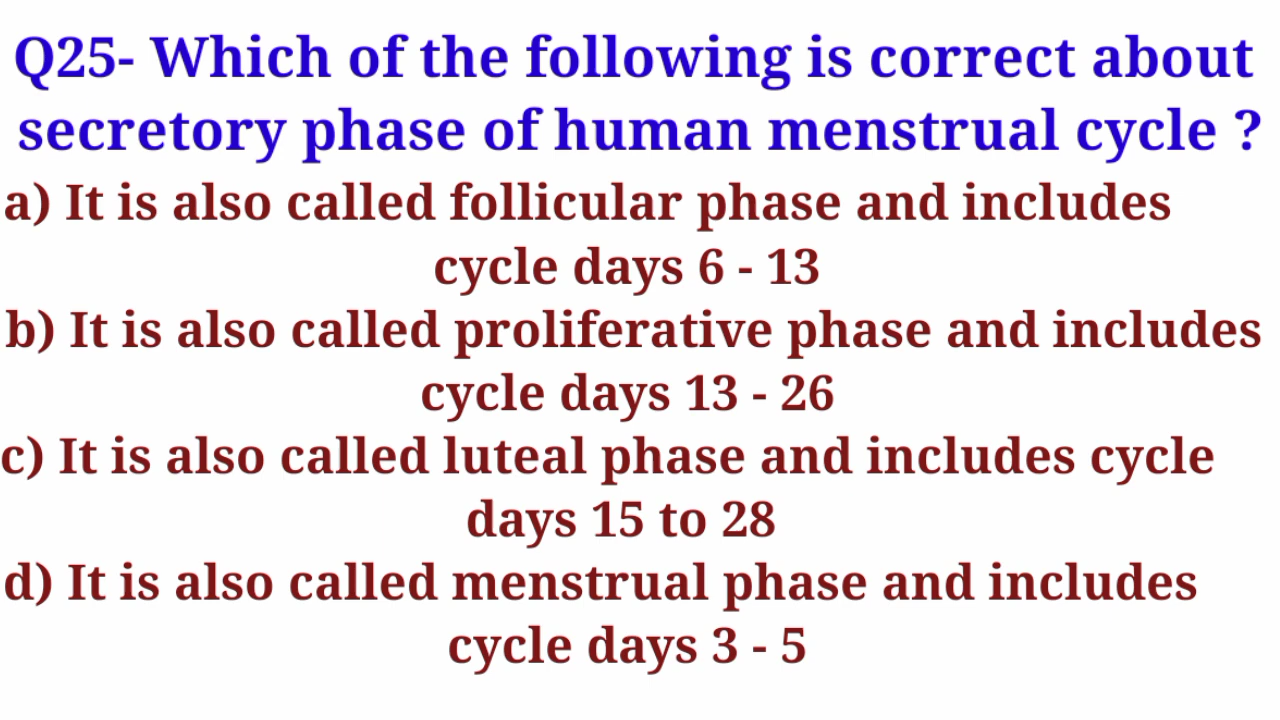 Q25- Which of the following is correct about
secretory phase of human menstrual cycle ?
a) It is also called follicular phase and includes
cycle days 6 - 13
b) It is also called proliferative phase and includes
cycle days 13 - 26
c) It is also called luteal phase and includes cycle
days 15 to 28
d) It is also called menstrual phase and includes
cycle days 3 - 5